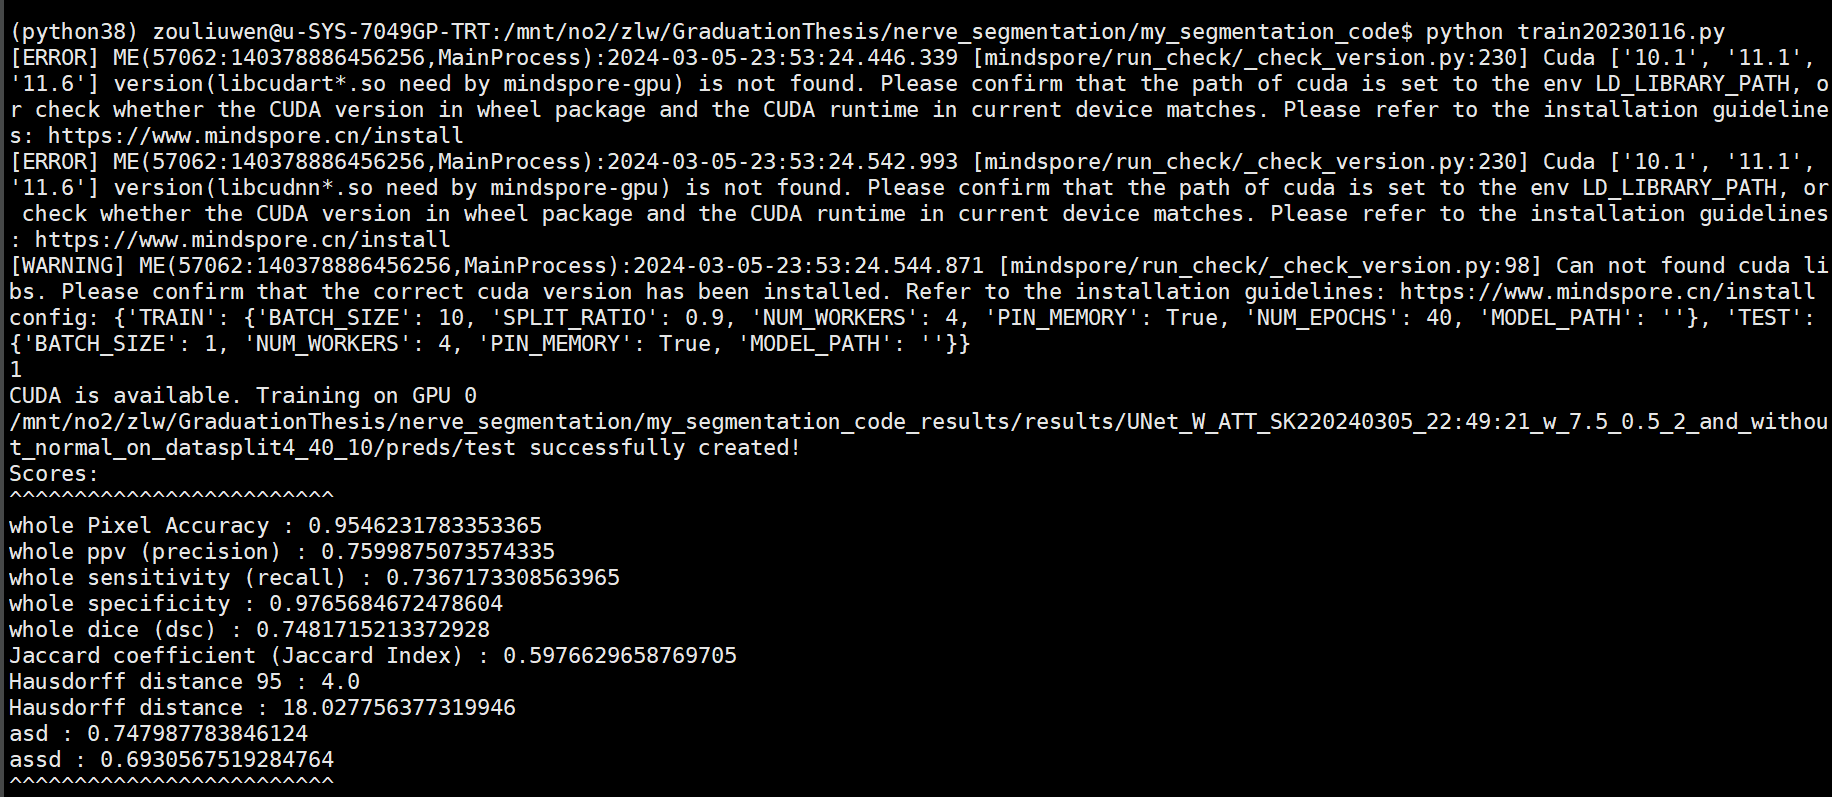 (python38) zouliuwen@u-SYS-7049GP-TRT:/mnt/no2/zlw/GraduationThesis/nerve_segmentation/my_segmentation_code$ python train20230116.py
[ERROR] ME(57062:140378886456256,MainProcess):2024-03-05-23:53:24.446.339 [mindspore/run_check/_check_version.py:230] Cuda ['10.1', '11.1',
'11.6'] version(libcudart*.so need by mindspore-gpu) is not found. Please confirm that the path of cuda is set to the env LD_LIBRARY_PATH, o
r check whether the CUDA version in wheel package and the CUDA runtime in current device matches. Please refer to the installation guideline
s: https://www.mindspore.cn/install
[ERROR] ME(57062:140378886456256,MainProcess):2024-03-05-23:53:24.542.993 [mindspore/run_check/_check_version.py:230] Cuda ['10.1', '11.1',
'11.6'] version(libcudnn*.so need by mindspore-gpu) is not found. Please confirm that the path of cuda is set to the env LD_LIBRARY_PATH, or
 check whether the CUDA version in wheel package and the CUDA runtime in current device matches. Please refer to the installation guidelines
: https://www.mindspore.cn/install
[WARNING] ME(57062:140378886456256,MainProcess):2024-03-05-23:53:24.544.871 [mindspore/run_check/_check_version.py:98] Can not found cuda li
bs. Please confirm that the correct cuda version has been installed. Refer to the installation guidelines: https://www.mindspore.cn/install
config: {'TRAIN': {'BATCH_SIZE': 10, 'SPLIT_RATIO': 0.9, 'NUM_WORKERS': 4, 'PIN_MEMORY': True, 'NUM_EPOCHS': 40, 'MODEL_PATH': ''}, 'TEST':
{'BATCH_SIZE': 1, 'NUM_WORKERS': 4, 'PIN_MEMORY': True, 'MODEL_PATH': ''}}
1
CUDA is available. Training on GPU 0
/mnt/no2/zlw/GraduationThesis/nerve_segmentation/my_segmentation_code_results/results/UNet_W_ATT_SK220240305_22:49:21_w_7.5_0.5_2_and_withou
t_normal_on_datasplit4_40_10/preds/test successfully created!
Scores:
^^^^^^^^^^^^^^^^^^^^^^^^^
whole Pixel Accuracy : 0.9546231783353365
whole ppv (precision) : 0.7599875073574335
whole sensitivity (recall) : 0.7367173308563965
whole specificity : 0.9765684672478604
whole dice (dsc) : 0.7481715213372928
Jaccard coefficient (Jaccard Index) : 0.5976629658769705
Hausdorff distance 95 : 4.0
Hausdorff distance : 18.027756377319946
asd : 0.747987783846124
assd : 0.6930567519284764
^^^^^^^^^^^^^^^^^^^^^^^^^